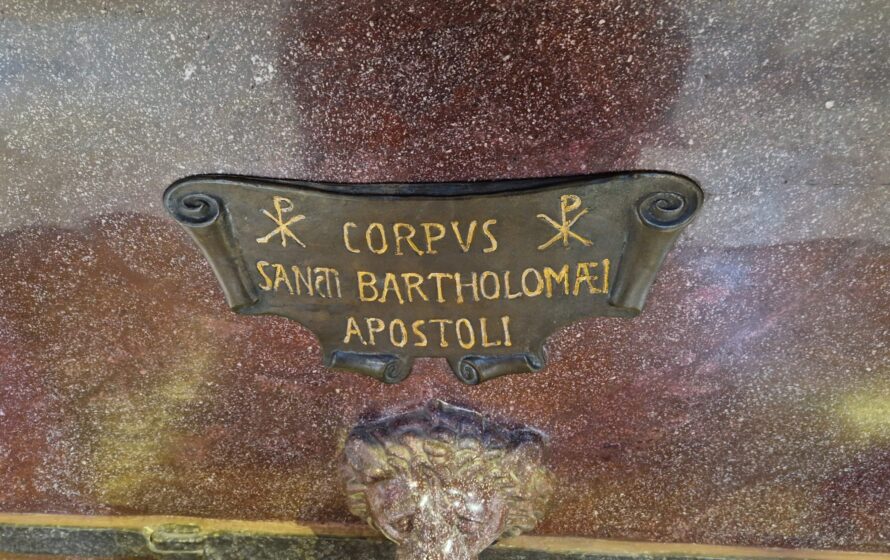 ☧ CORPVS ☧
SANCTI BARTHOLOMÆI
APOSTOLI